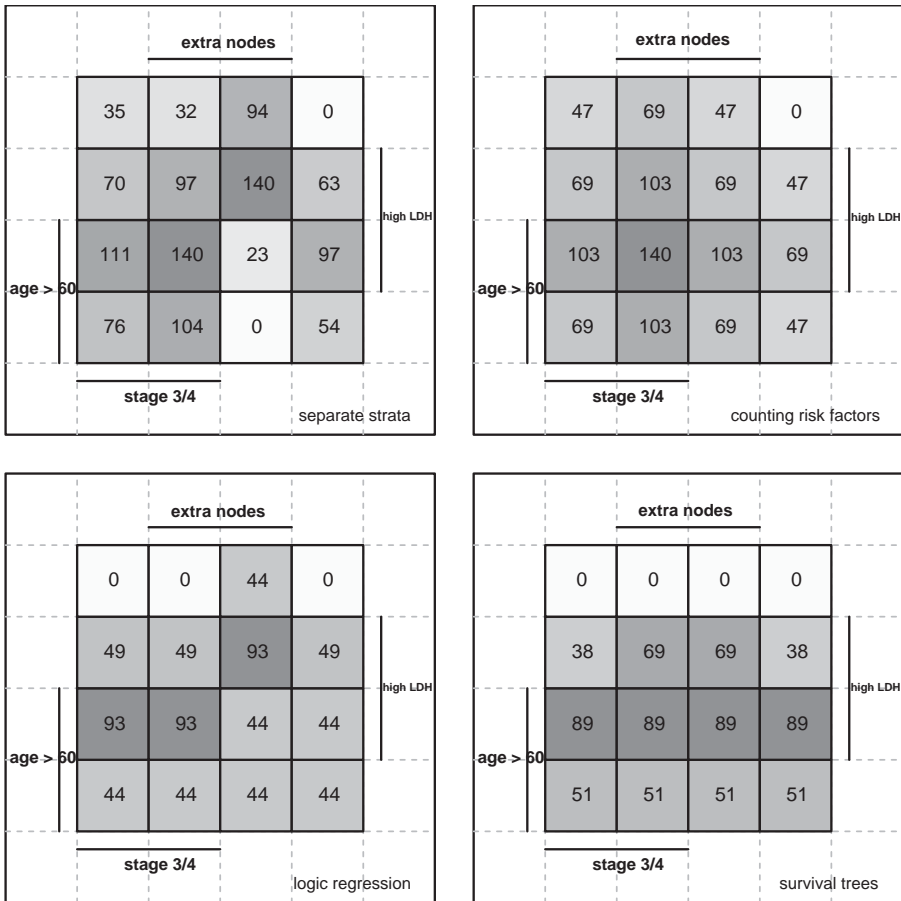 extra nodes
35 32 94 0
70 97 140 63
high LDH
111 140 23 97
age > 60
76 104 0 54
stage 3/4
separate strata
extra nodes
47 69 47 0
69 103 69 47
high LDH
103 140 103 69
age > 60
69 103 69 47
stage 3/4
counting risk factors
extra nodes
0 0 44 0
49 49 93 49
high LDH
93 93 44 44
age > 60
44 44 44 44
stage 3/4
logic regression
extra nodes
0 0 0 0
38 69 69 38
high LDH
89 89 89 89
age > 60
51 51 51 51
stage 3/4
survival trees